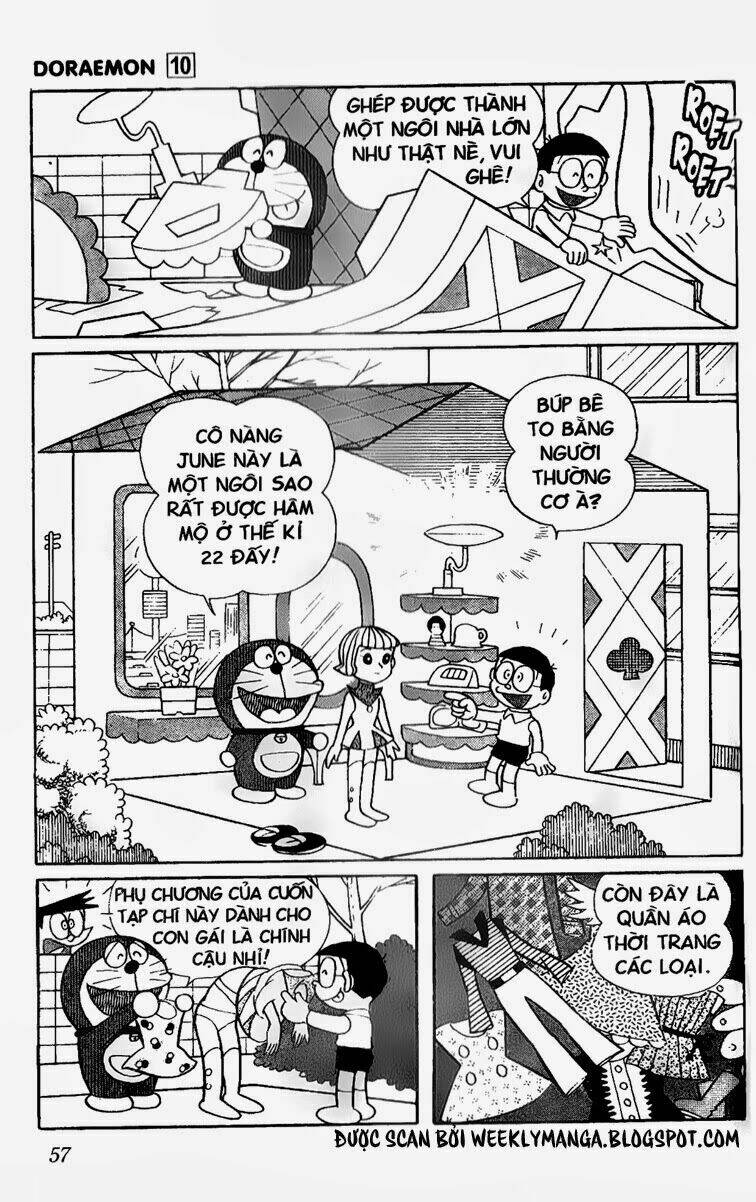 DORAEMON 10
GHÉP ĐƯỢC THÀNH
MỘT NGÔI NHÀ LỚN
NHƯ THẬT NÈ, VUI
GHÊ!
ROẸT
ROẸT
CÔ NÀNG
JUNE NÀY LÀ
MỘT NGÔI SAO
RẤT ĐƯỢC HÂM
MỘ Ở THẾ KỈ
22 ĐẤY!
BÚP BÊ
TO BẰNG
NGƯỜI
THƯỜNG
CƠ À?
PHỤ CHƯƠNG CỦA CUỐN
TẠP CHÍ NÀY DÀNH CHO
CON GÁI LÀ CHÍNH
CẬU NHỈ!
CÒN ĐÂY LÀ
QUẦN ÁO
THỜI TRANG
CÁC LOẠI.
ĐƯỢC SCAN BỞI WEEKLYMANGA.BLOGSPOT.COM
57